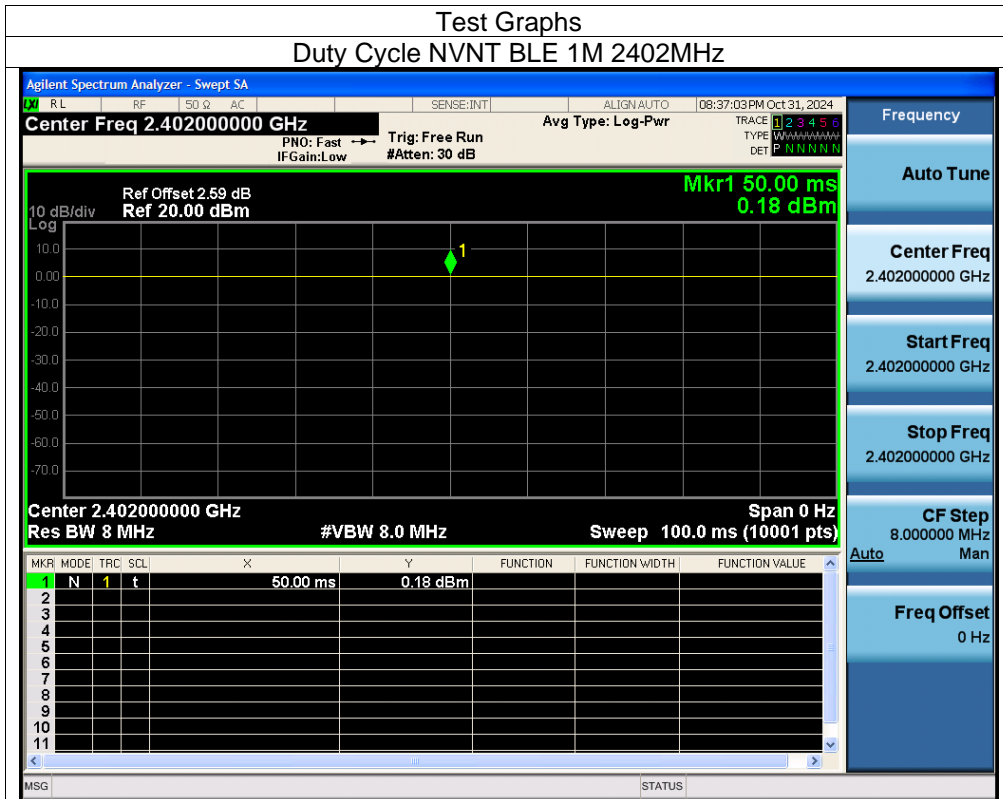 Test Graphs
Duty Cycle NVNT BLE 1M 2402MHz
Agilent Spectrum Analyzer - Swept SA
LXI RL RF 50 Ω AC SENSE:INT ALIGN AUTO 08:37:03 PM Oct 31, 2024
Center Freq 2.402000000 GHz
PNO: Fast
IFGain:Low
Trig: Free Run
#Atten: 30 dB
Avg Type: Log-Pwr
TRACE 1 2 3 4 5 6
TYPE W
DET P N N N N N
Ref Offset 2.59 dB
10 dB/div Ref 20.00 dBm
Log
Mkr1 50.00 ms
0.18 dBm
1
10.0
0.00
-10.0
-20.0
-30.0
-40.0
-50.0
-60.0
-70.0
Center 2.402000000 GHz Span 0 Hz
Res BW 8 MHz #VBW 8.0 MHz Sweep 100.0 ms (10001 pts)
MKR MODE TRC SCL X Y FUNCTION FUNCTION WIDTH FUNCTION VALUE
1 N 1 t 50.00 ms 0.18 dBm
2
3
4
5
6
7
8
9
10
11
MSG STATUS
Frequency
Auto Tune
Center Freq
2.402000000 GHz
Start Freq
2.402000000 GHz
Stop Freq
2.402000000 GHz
CF Step
8.000000 MHz
Auto Man
Freq Offset
0 Hz